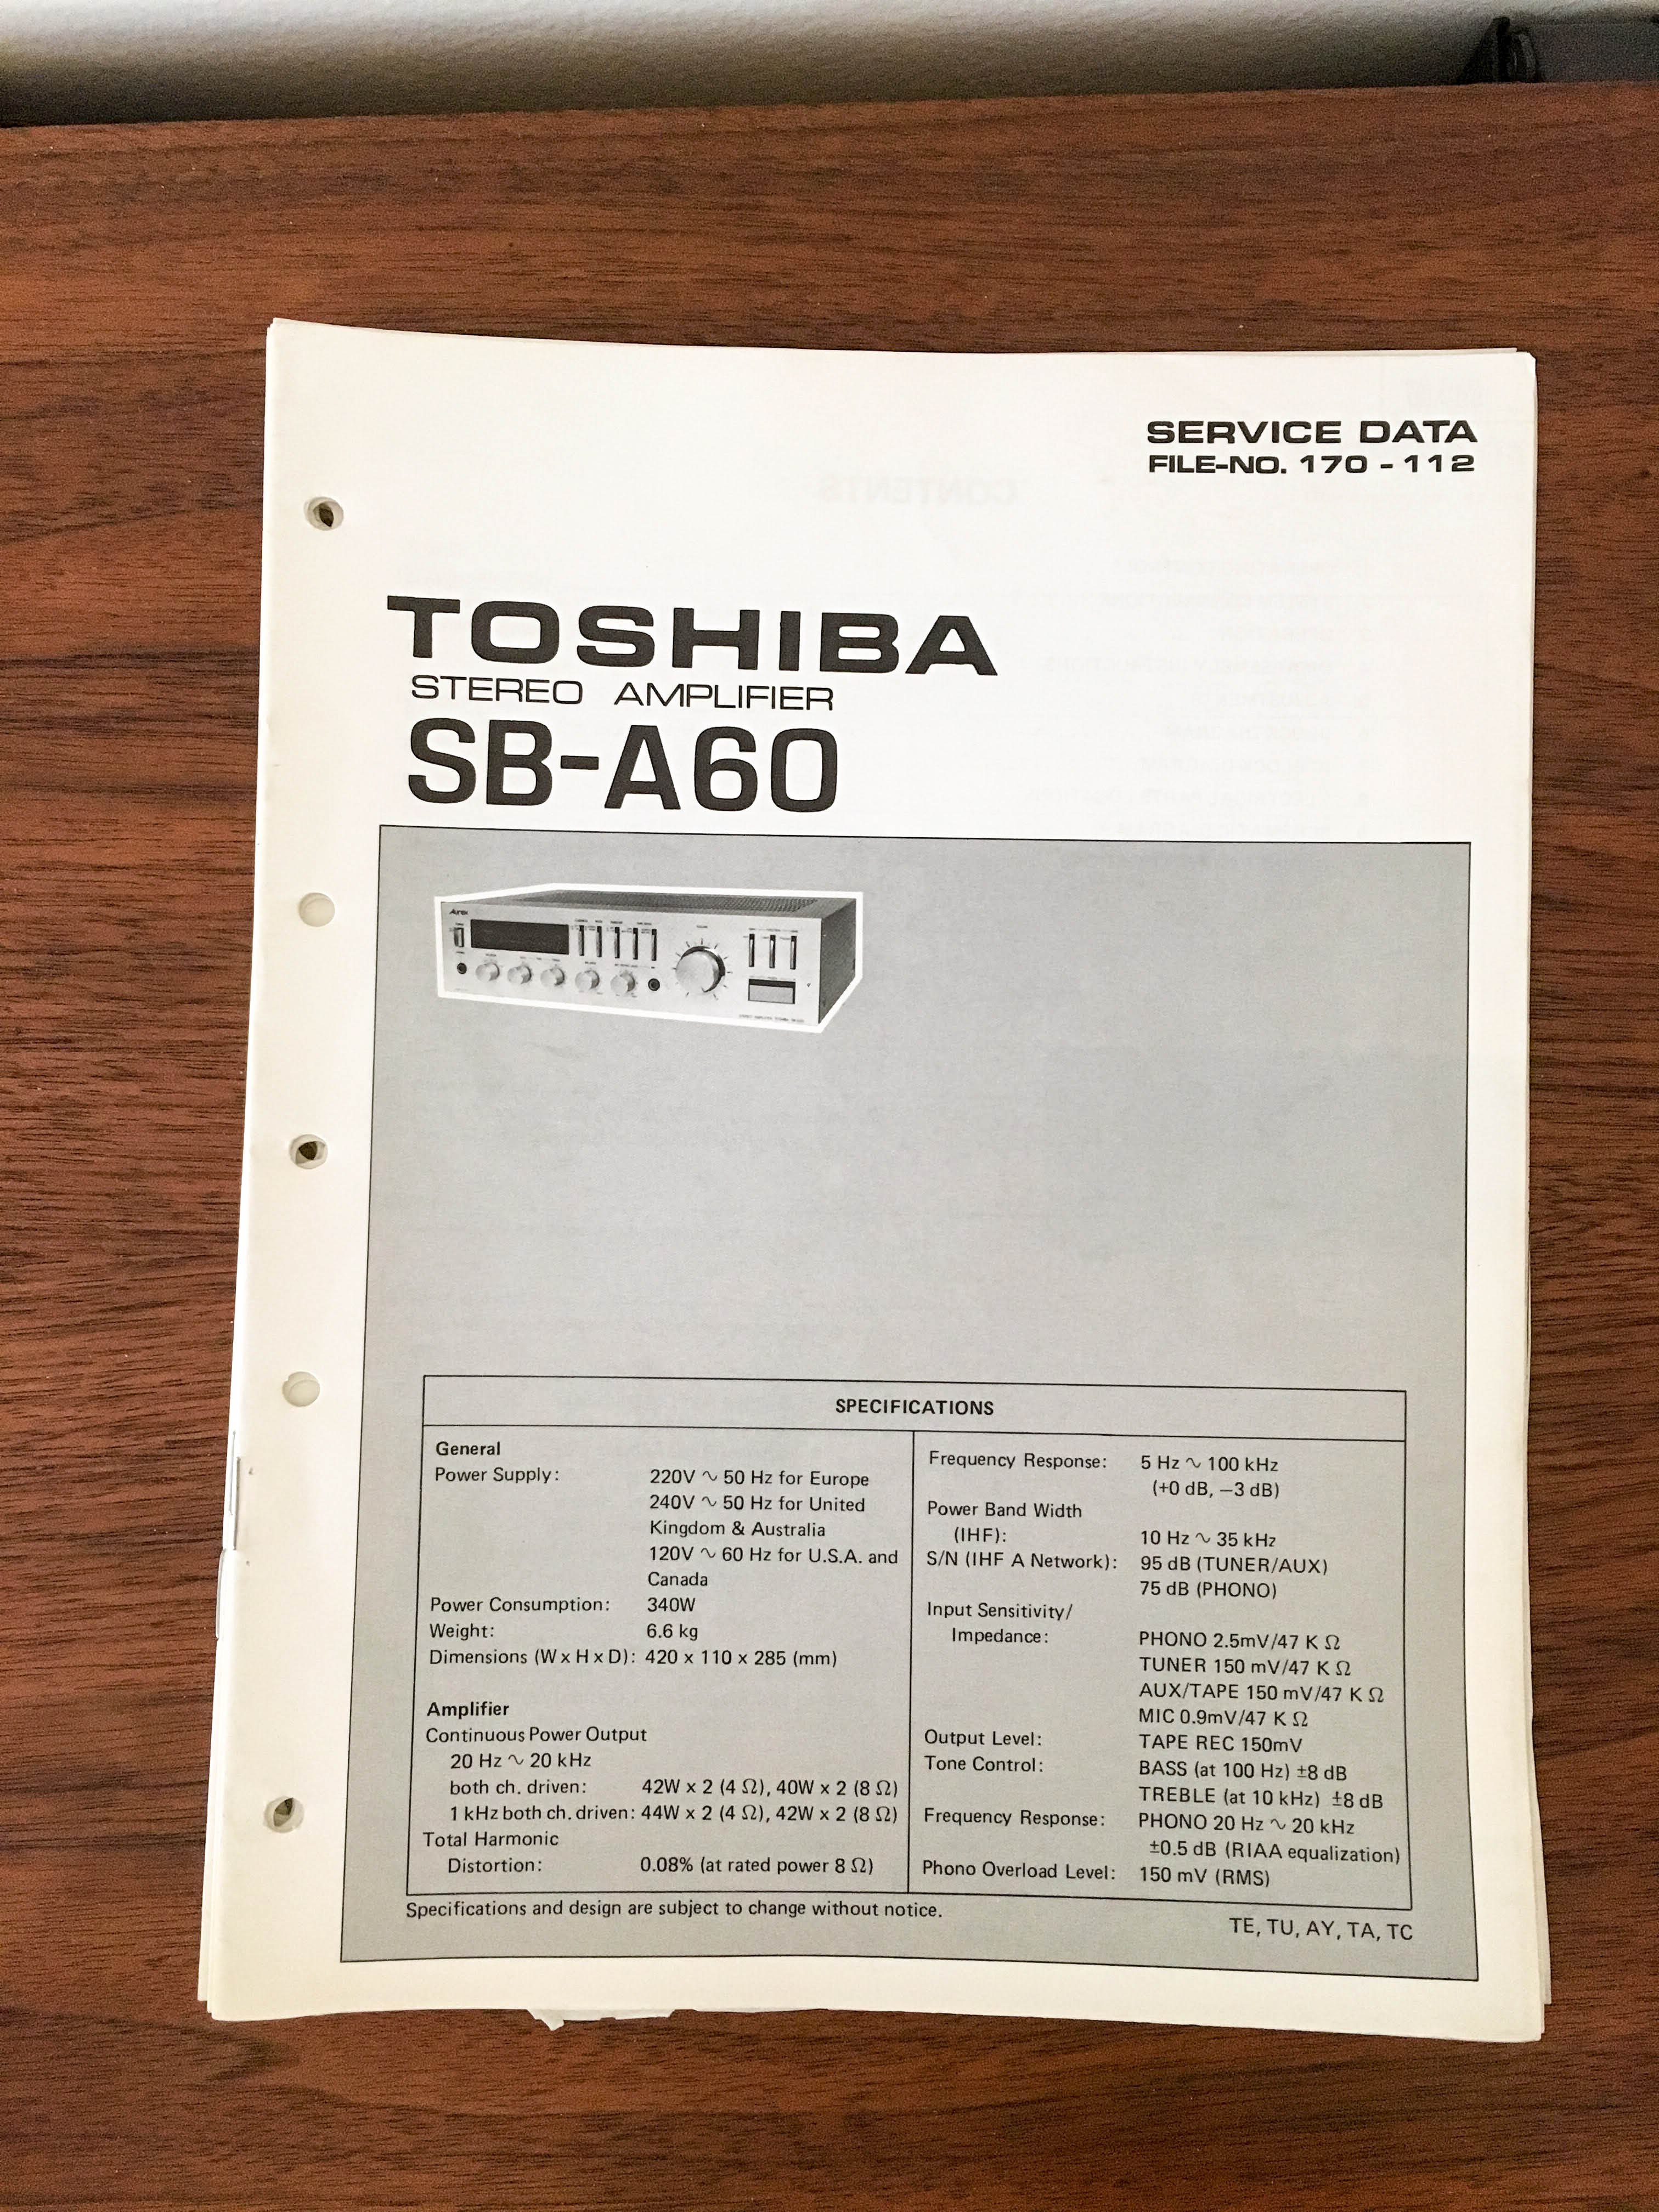 SERVICE DATA
FILE-NO. 170 - 112
TOSHIBA
STEREO AMPLIFIER
SB-A60
Aurex
SPECIFICATIONS
General
Power Supply: 220V ∿ 50 Hz for Europe
240V ∿ 50 Hz for United
Kingdom & Australia
120V ∿ 60 Hz for U.S.A. and
Canada
Power Consumption: 340W
Weight: 6.6 kg
Dimensions (W x H x D): 420 x 110 x 285 (mm)
Amplifier
Continuous Power Output
20 Hz ∿ 20 kHz
both ch. driven: 42W x 2 (4 Ω), 40W x 2 (8 Ω)
1 kHz both ch. driven: 44W x 2 (4 Ω), 42W x 2 (8 Ω)
Total Harmonic
Distortion: 0.08% (at rated power 8 Ω)
Frequency Response: 5 Hz ∿ 100 kHz
(+0 dB, −3 dB)
Power Band Width
(IHF): 10 Hz ∿ 35 kHz
S/N (IHF A Network): 95 dB (TUNER/AUX)
75 dB (PHONO)
Input Sensitivity/
Impedance: PHONO 2.5mV/47 K Ω
TUNER 150 mV/47 K Ω
AUX/TAPE 150 mV/47 K Ω
MIC 0.9mV/47 K Ω
Output Level: TAPE REC 150mV
Tone Control: BASS (at 100 Hz) ±8 dB
TREBLE (at 10 kHz) ±8 dB
Frequency Response: PHONO 20 Hz ∿ 20 kHz
±0.5 dB (RIAA equalization)
Phono Overload Level: 150 mV (RMS)
Specifications and design are subject to change without notice.
TE, TU, AY, TA, TC